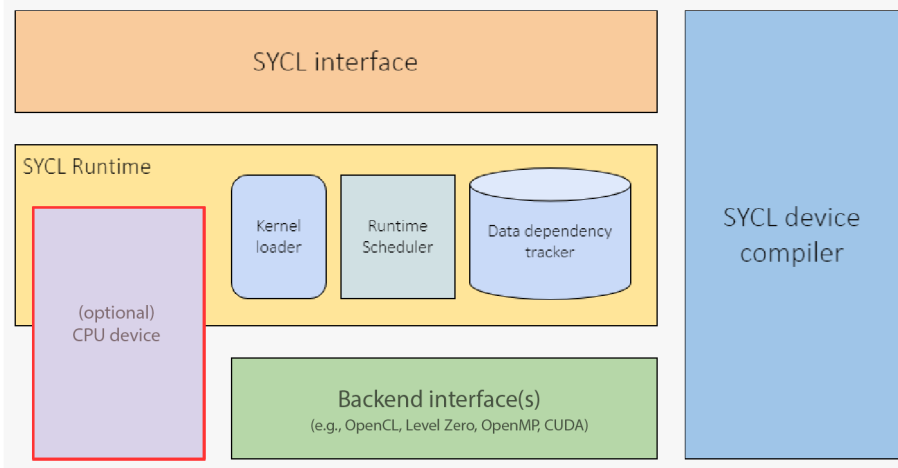 SYCL interface
SYCL Runtime
Kernel
loader
Runtime
Scheduler
Data dependency
tracker
(optional)
CPU device
Backend interface(s)
(e.g., OpenCL, Level Zero, OpenMP, CUDA)
SYCL device
compiler